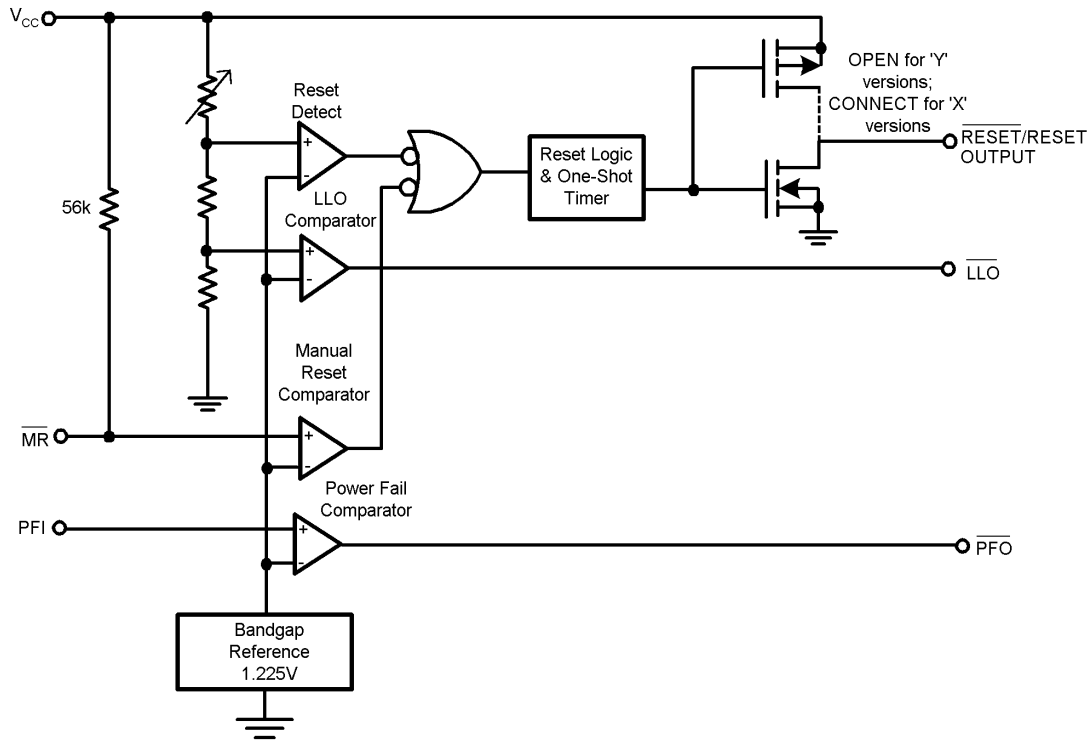 VCC
Reset
Detect
OPEN for 'Y'
versions;
CONNECT for 'X'
versions
RESET/RESET
OUTPUT
+
-
Reset Logic
& One-Shot
Timer
56k
LLO
Comparator
+
-
LLO
Manual
Reset
Comparator
MR
+
-
Power Fail
Comparator
PFI
+
-
PFO
Bandgap
Reference
1.225V